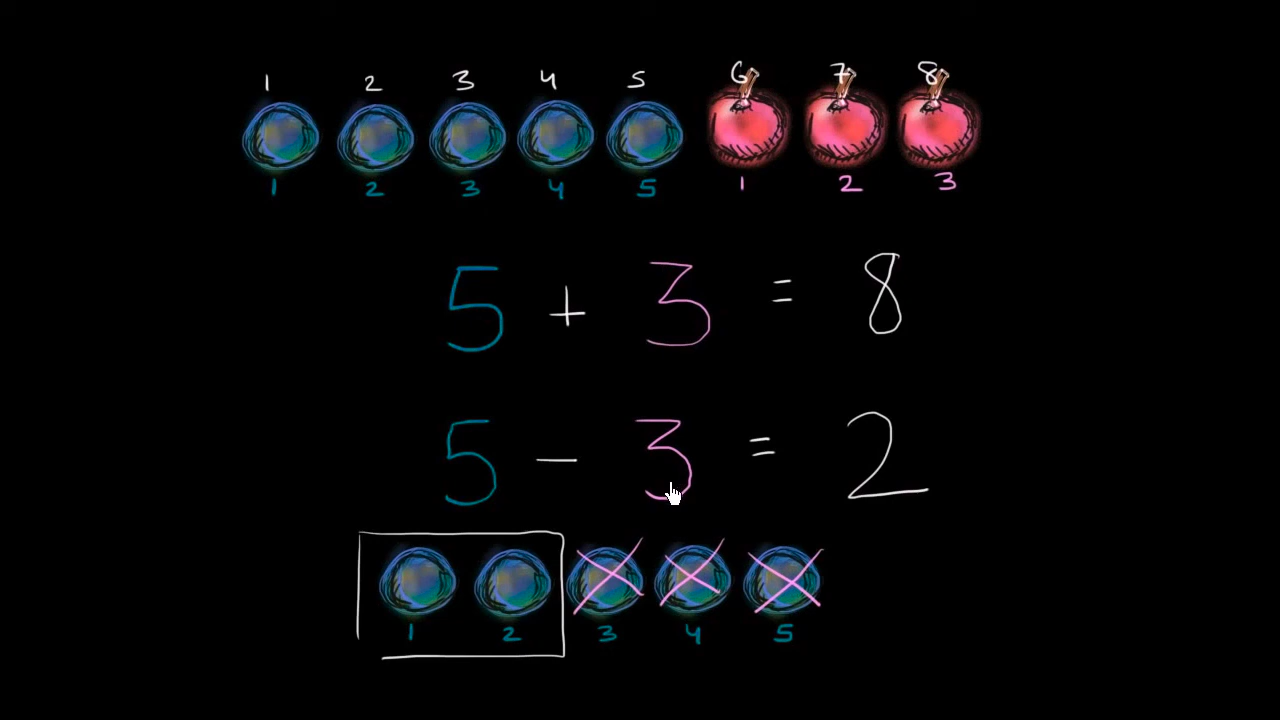 1 2 3 4 5 6 7 8
1 2 3 4 5 1 2 3
5 + 3 = 8
5 - 3 = 2
1 2 3 4 5